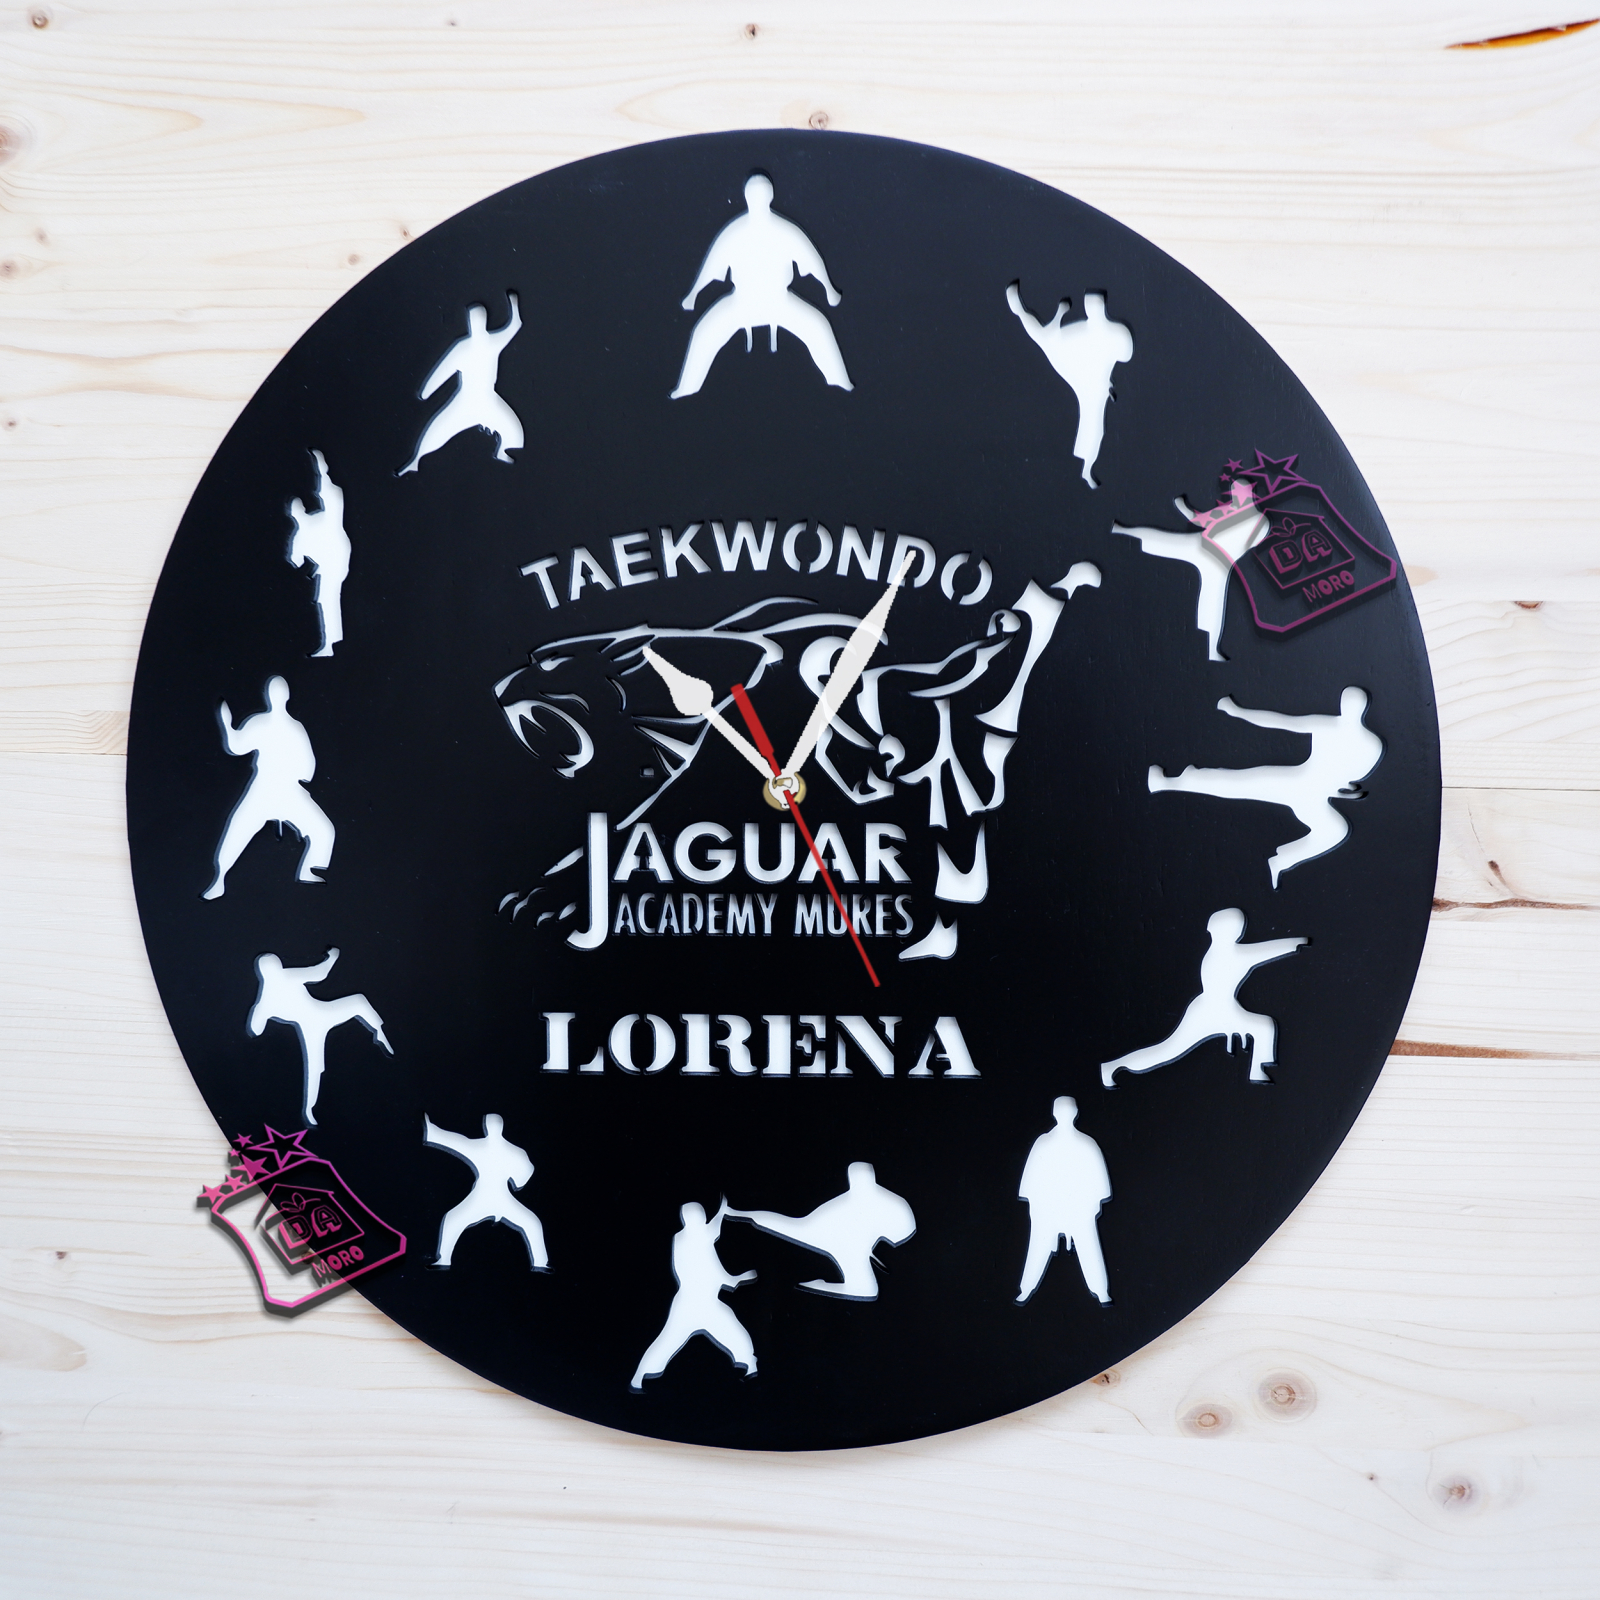 TAEKWONDO
JAGUAR
ACADEMY MURES
LORENA
DA
MORO
DA
MORO